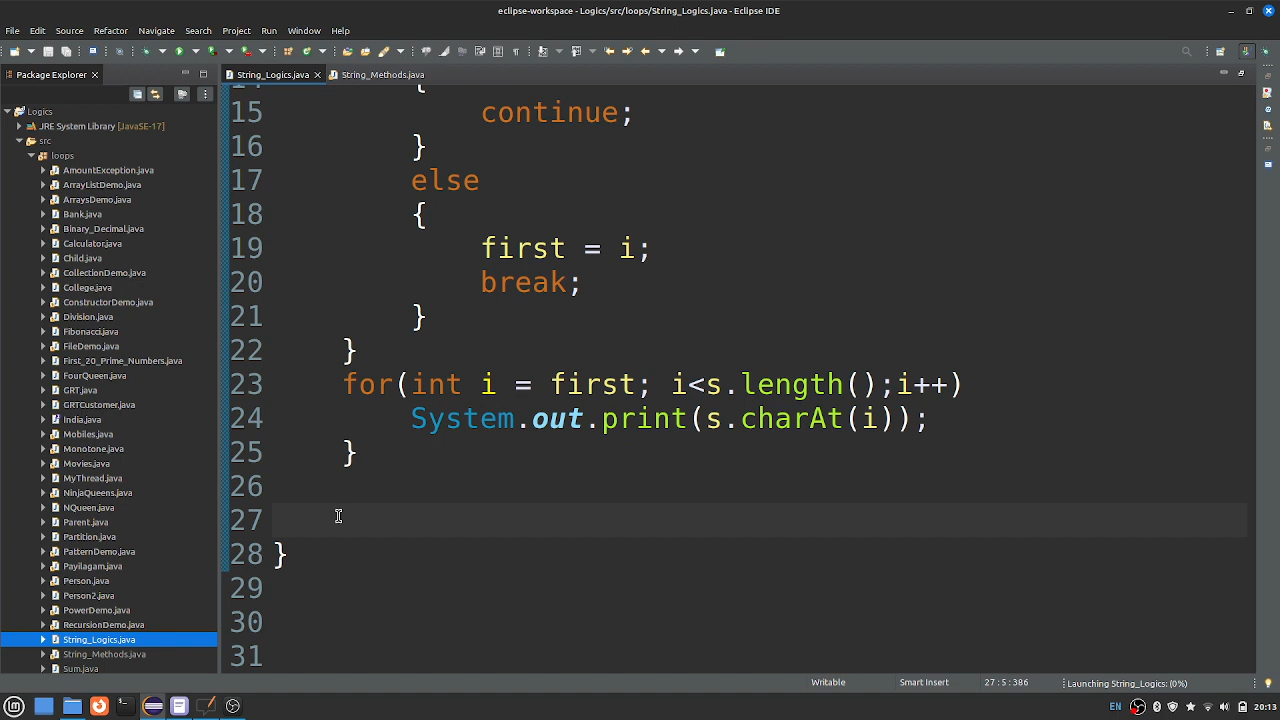 eclipse-workspace - Logics/src/loops/String_Logics.java - Eclipse IDE
File Edit Source Refactor Navigate Search Project Run Window Help
Package Explorer
String_Logics.java String_Methods.java
Logics
JRE System Library [JavaSE-17]
src
loops
AmountException.java
ArrayListDemo.java
ArraysDemo.java
Bank.java
Binary_Decimal.java
Calculator.java
Child.java
CollectionDemo.java
College.java
ConstructorDemo.java
Division.java
Fibonacci.java
FileDemo.java
First_20_Prime_Numbers.java
FourQueen.java
GRT.java
GRTCustomer.java
India.java
Mobiles.java
Monotone.java
Movies.java
MyThread.java
NinjaQueens.java
NQueen.java
Parent.java
Partition.java
PatternDemo.java
Payilagam.java
Person.java
Person2.java
PowerDemo.java
RecursionDemo.java
String_Logics.java
String_Methods.java
Sum.java
14 {
15 continue;
16 }
17 else
18 {
19 first = i;
20 break;
21 }
22 }
23 for(int i = first; i<s.length();i++)
24 System.out.print(s.charAt(i));
25 }
26
27
28 }
29
30
31
Writable Smart Insert 27:5:386 Launching String_Logics: (0%)
EN 20:13